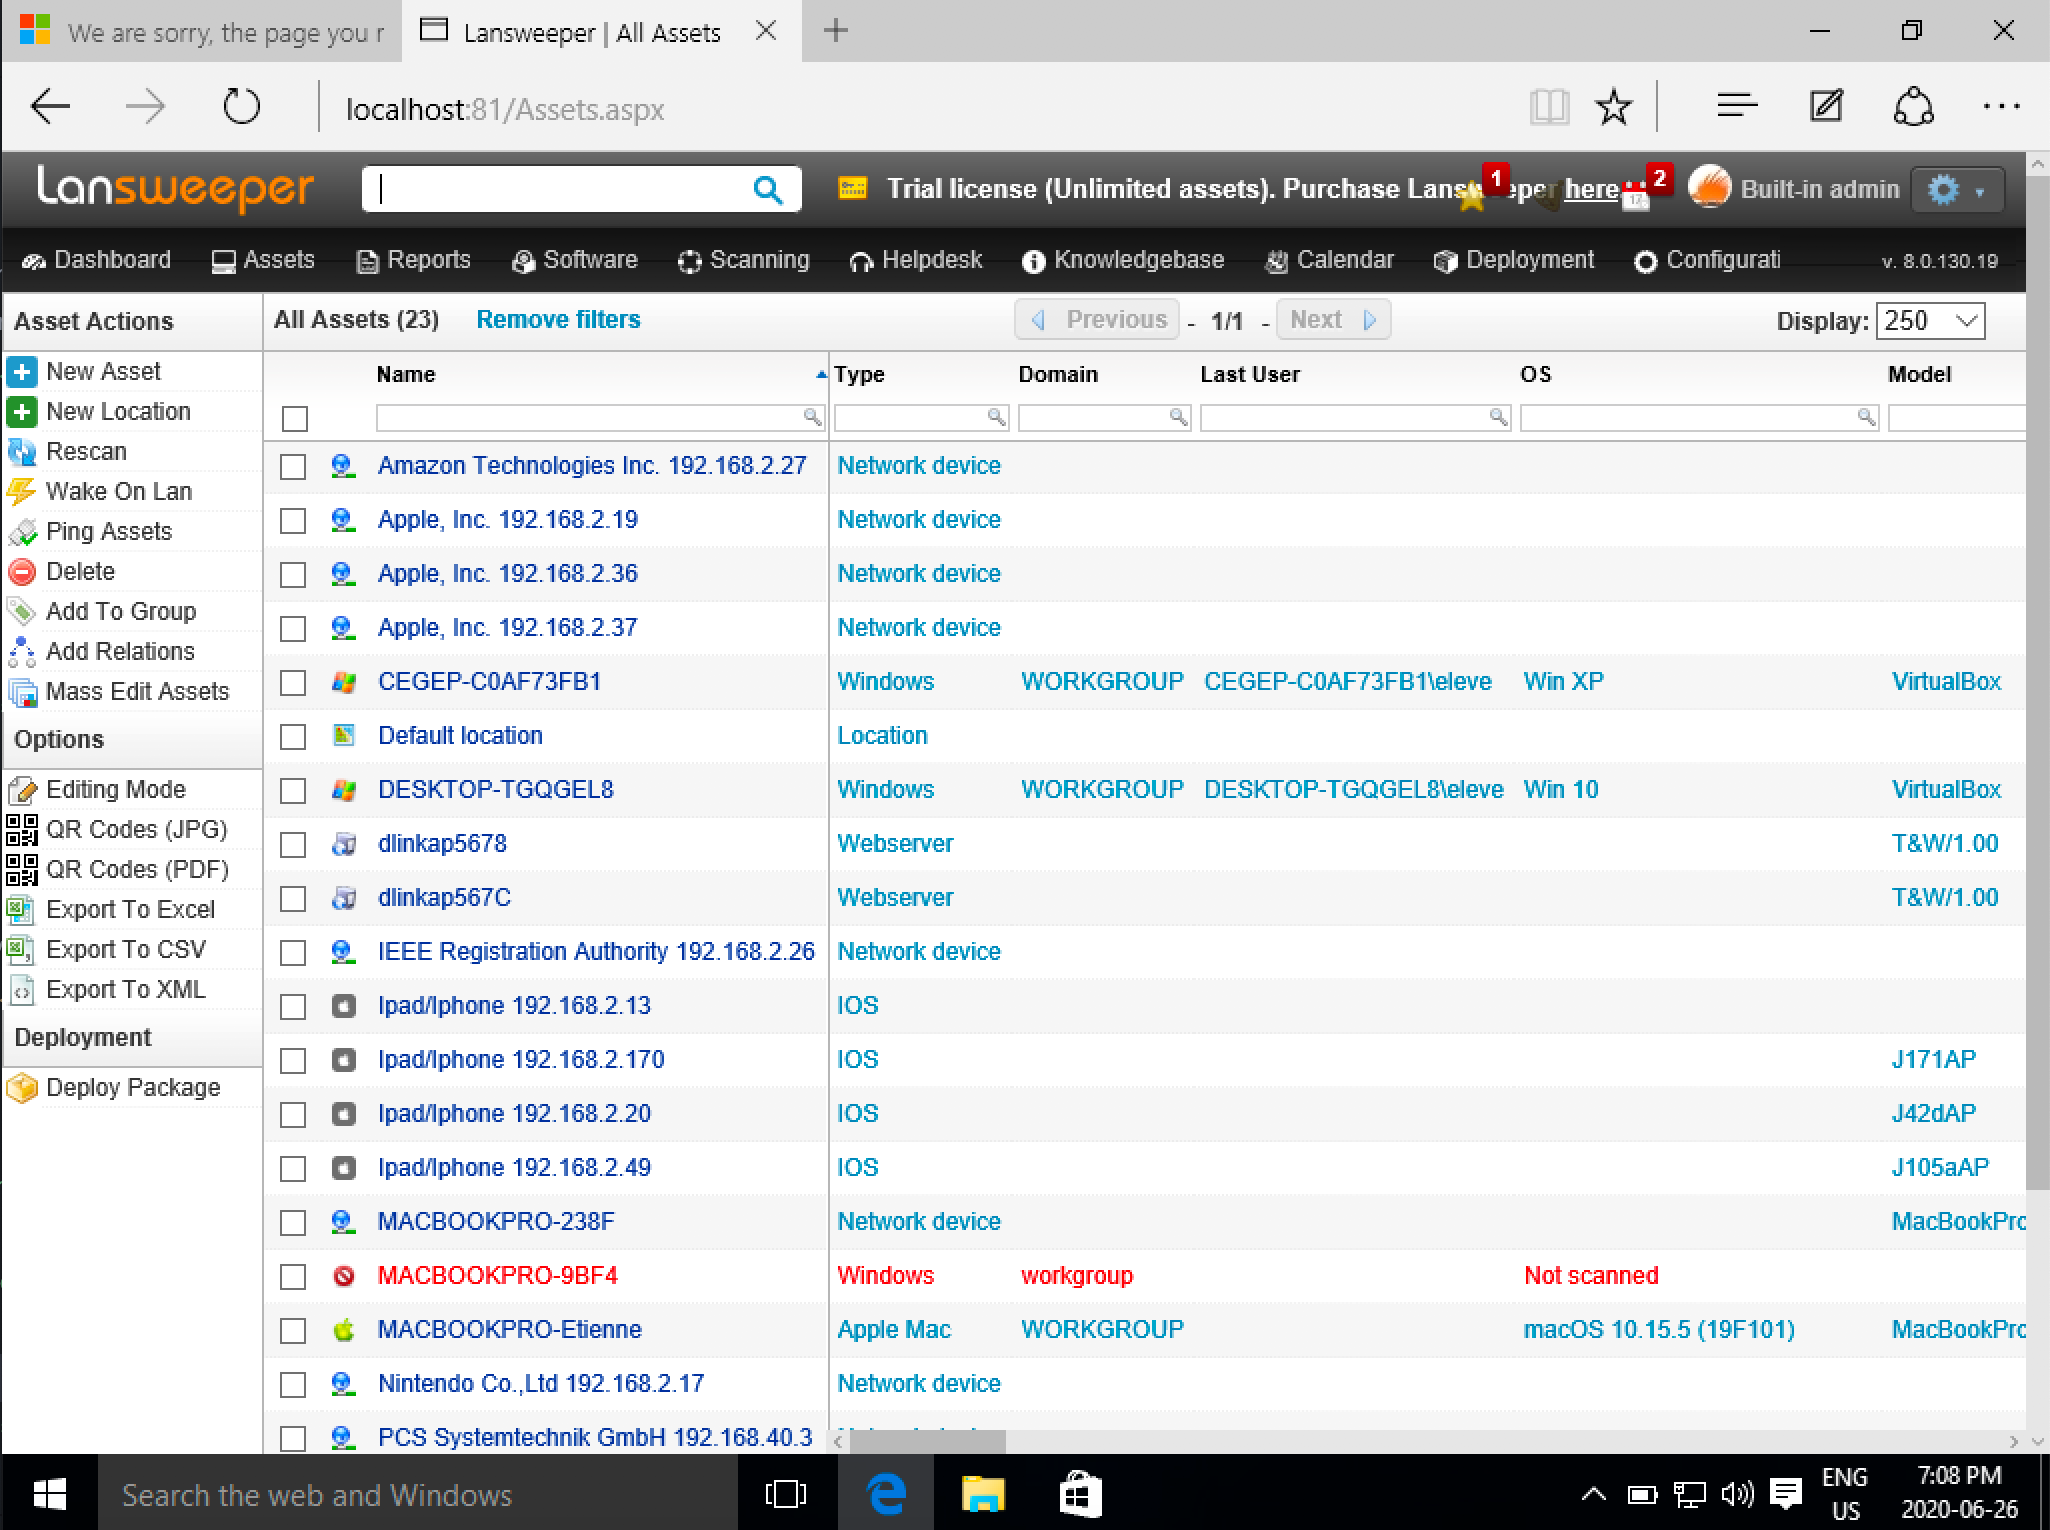 We are sorry, the page you r
Lansweeper | All Assets
localhost:81/Assets.aspx
Lansweeper
Trial license (Unlimited assets). Purchase Lansweeper here
1
2
17
Built-in admin
Dashboard Assets Reports Software Scanning Helpdesk Knowledgebase Calendar Deployment Configurati v. 8.0.130.19
Asset Actions
New Asset
New Location
Rescan
Wake On Lan
Ping Assets
Delete
Add To Group
Add Relations
Mass Edit Assets
Options
Editing Mode
QR Codes (JPG)
QR Codes (PDF)
Export To Excel
Export To CSV
Export To XML
Deployment
Deploy Package
All Assets (23) Remove filters Previous - 1/1 - Next Display: 250
Name Type Domain Last User OS Model
Amazon Technologies Inc. 192.168.2.27 Network device
Apple, Inc. 192.168.2.19 Network device
Apple, Inc. 192.168.2.36 Network device
Apple, Inc. 192.168.2.37 Network device
CEGEP-C0AF73FB1 Windows WORKGROUP CEGEP-C0AF73FB1\eleve Win XP VirtualBox
Default location Location
DESKTOP-TGQGEL8 Windows WORKGROUP DESKTOP-TGQGEL8\eleve Win 10 VirtualBox
dlinkap5678 Webserver T&W/1.00
dlinkap567C Webserver T&W/1.00
IEEE Registration Authority 192.168.2.26 Network device
Ipad/Iphone 192.168.2.13 IOS
Ipad/Iphone 192.168.2.170 IOS J171AP
Ipad/Iphone 192.168.2.20 IOS J42dAP
Ipad/Iphone 192.168.2.49 IOS J105aAP
MACBOOKPRO-238F Network device MacBookPro
MACBOOKPRO-9BF4 Windows workgroup Not scanned
MACBOOKPRO-Etienne Apple Mac WORKGROUP macOS 10.15.5 (19F101) MacBookPro
Nintendo Co.,Ltd 192.168.2.17 Network device
PCS Systemtechnik GmbH 192.168.40.3
Search the web and Windows
ENG
US
7:08 PM
2020-06-26